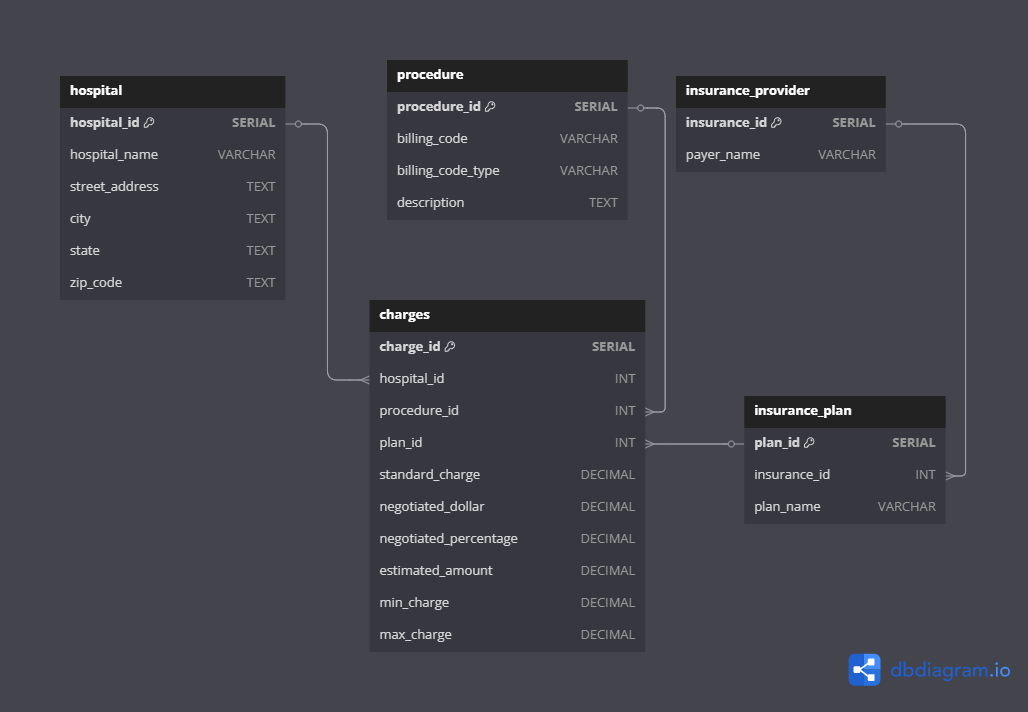 hospital
hospital_id SERIAL
hospital_name VARCHAR
street_address TEXT
city TEXT
state TEXT
zip_code TEXT
procedure
procedure_id SERIAL
billing_code VARCHAR
billing_code_type VARCHAR
description TEXT
insurance_provider
insurance_id SERIAL
payer_name VARCHAR
charges
charge_id SERIAL
hospital_id INT
procedure_id INT
plan_id INT
standard_charge DECIMAL
negotiated_dollar DECIMAL
negotiated_percentage DECIMAL
estimated_amount DECIMAL
min_charge DECIMAL
max_charge DECIMAL
insurance_plan
plan_id SERIAL
insurance_id INT
plan_name VARCHAR
dbdiagram.io